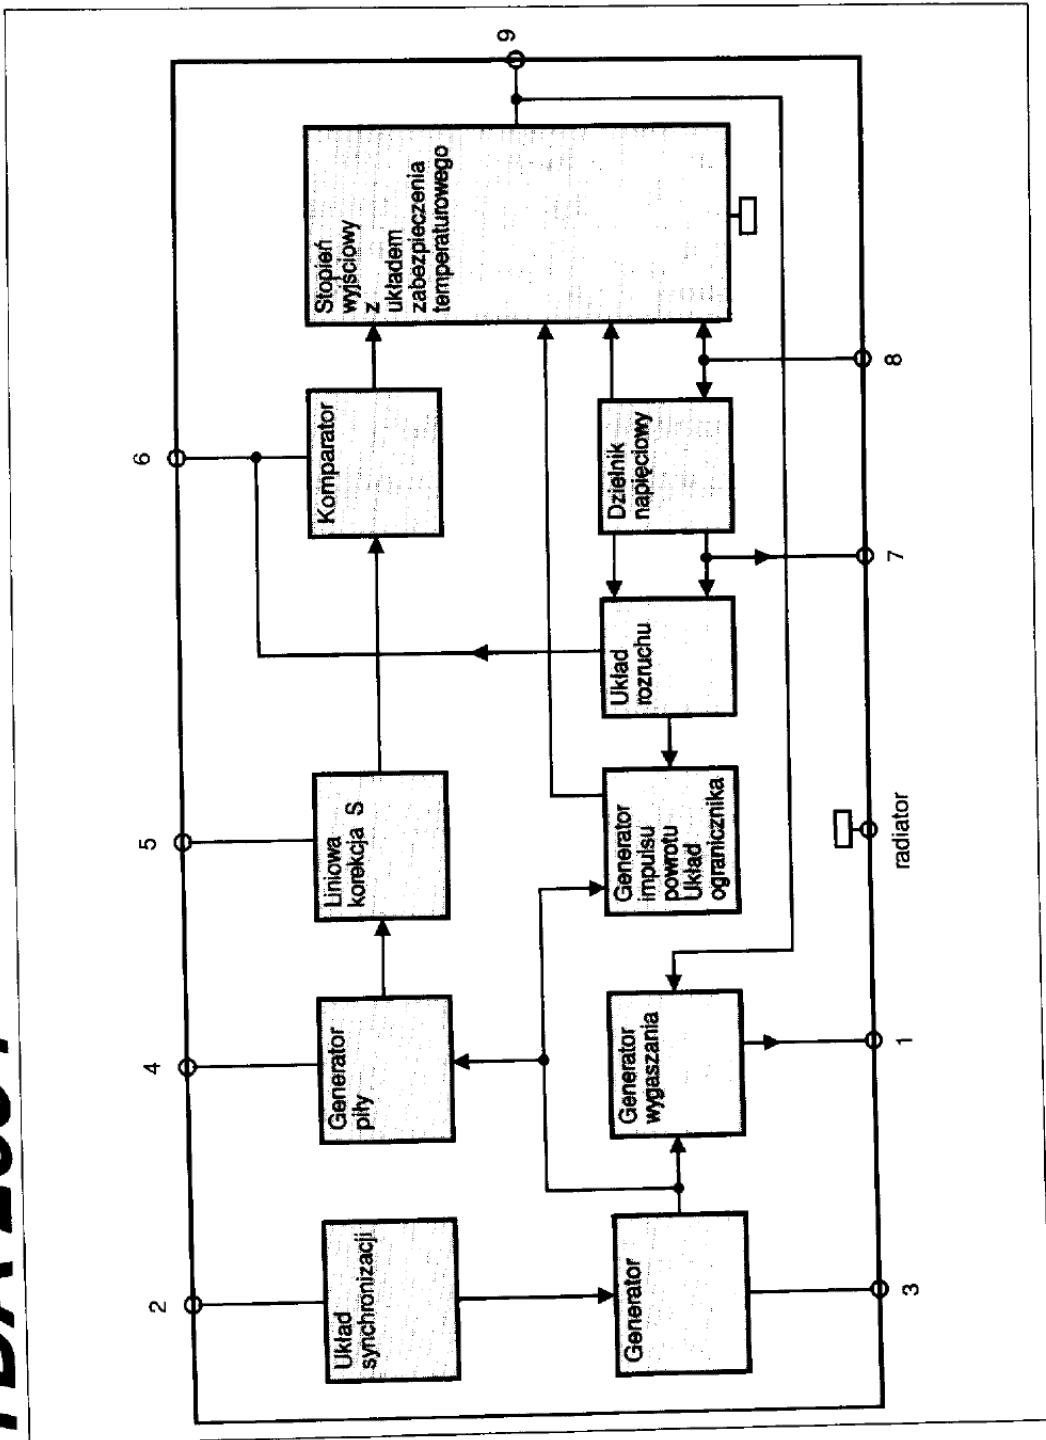 2
4
5
6
9
Układ
synchronizacji
Generator
piły
Liniowa
korekcja S
Komparator
Stopień
wyjściowy
z
układem
zabezpieczenia
temperaturowego
Generator
Generator
wygaszania
Generator
impulsu
powrotu
Układ
ogranicznika
Układ
rozruchu
Dzielnik
napięciowy
3
1
radiator
7
8